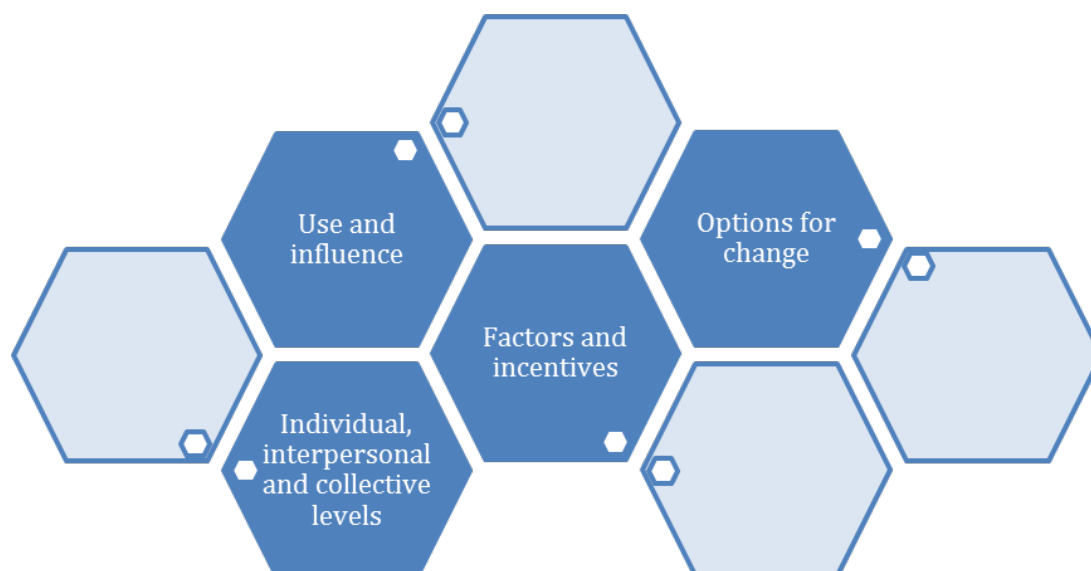 Use and
influence
Options for
change
Factors and
incentives
Individual,
interpersonal
and collective
levels